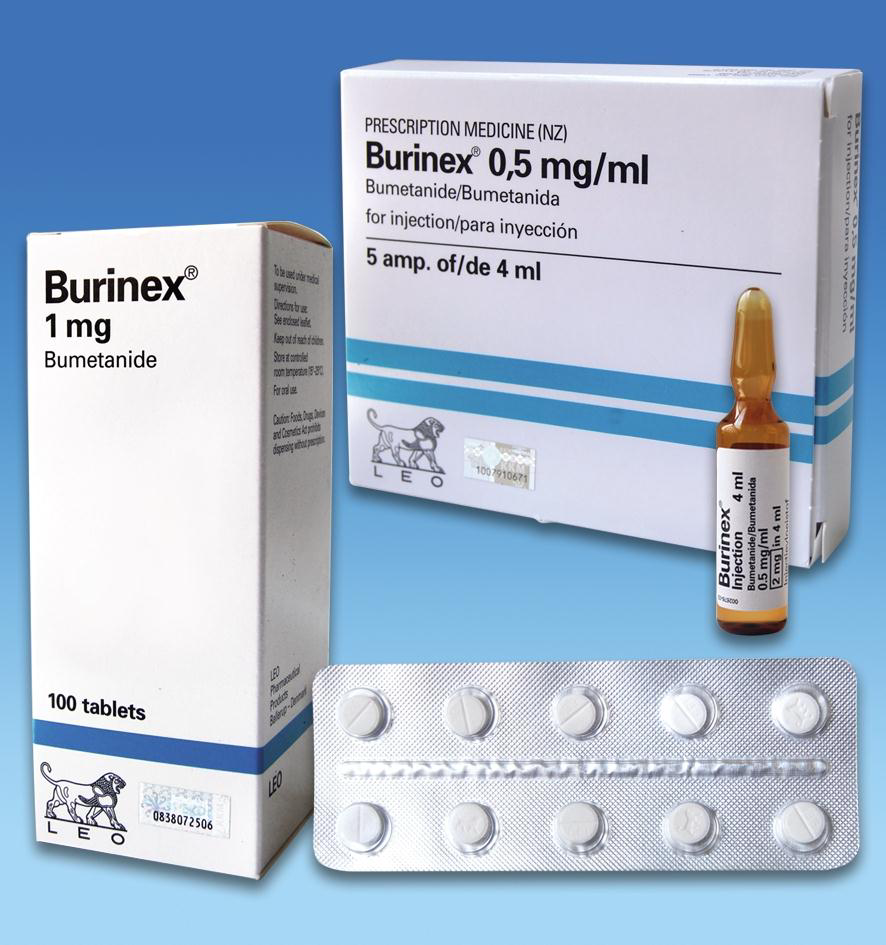 Burinex®
1 mg
Bumetanide
100 tablets
LEO
0838072506
To be used under medical
supervision.
Directions for use:
See enclosed leaflet.
Keep out of reach of children.
Store at controlled
room temperature
For oral use.
Caution: Foods, Drugs, Devices
and Cosmetics Act prohibits
dispensing without prescription.
LEO
Pharmaceutical
Products
Ballerup - Denmark
LEO
PRESCRIPTION MEDICINE (NZ)
Burinex® 0,5 mg/ml
Bumetanide/Bumetanida
for injection/para inyección
5 amp. of/de 4 ml
LEO
1007910671
Burinex® 0,5 mg/ml
for injection/para inyección
Burinex®
Injection 4 ml
Bumetanide/Bumetanida
0.5 mg/ml
2 mg in 4 ml